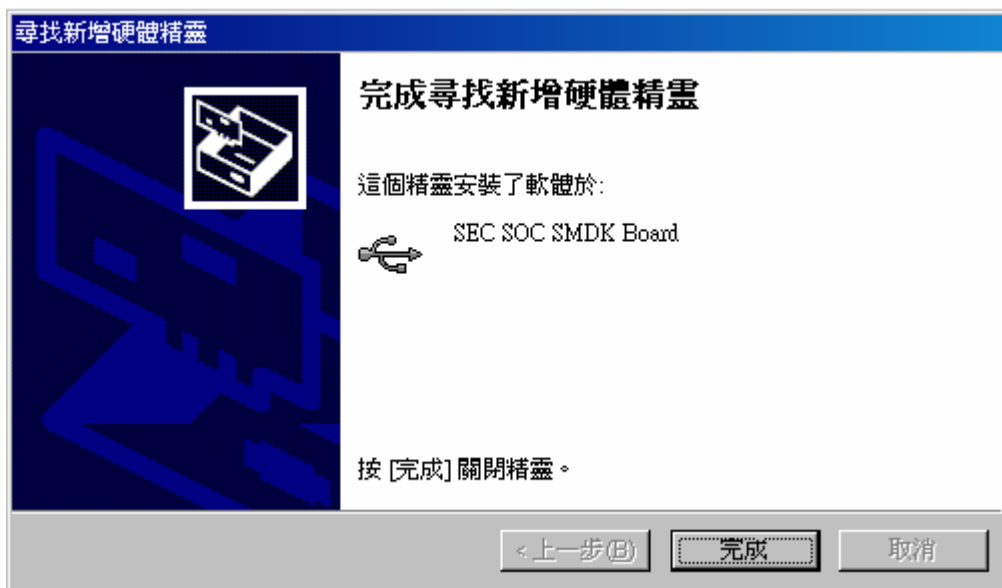 尋找新增硬體精靈
完成尋找新增硬體精靈
這個精靈安裝了軟體於:
SEC SOC SMDK Board
按 [完成] 關閉精靈。
< 上一步(B)
完成
取消